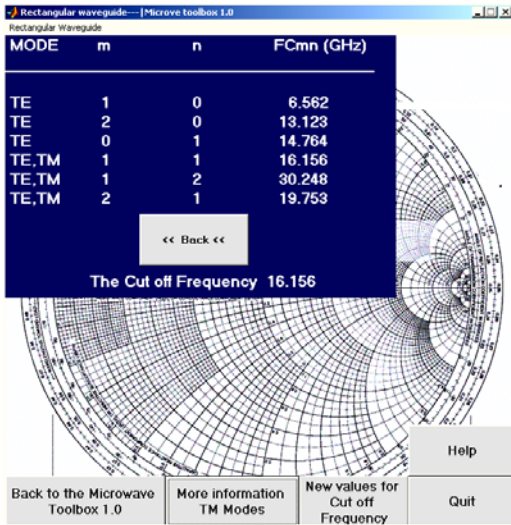 Rectangular waveguide---|Microve toolbox 1.0
Rectangular Waveguide
MODE m n FCmn (GHz)
TE 1 0 6.562
TE 2 0 13.123
TE 0 1 14.764
TE,TM 1 1 16.156
TE,TM 1 2 30.248
TE,TM 2 1 19.753
<< Back <<
The Cut off Frequency 16.156
Help
Back to the Microwave
Toolbox 1.0
More information
TM Modes
New values for
Cut off
Frequency
Quit